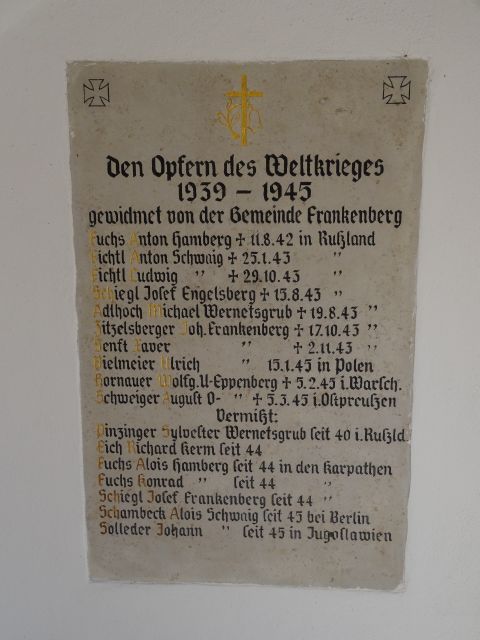 den Opfern des Weltkrieges
1939 – 1945
gewidmet von der Gemeinde Frankenberg
Fuchs Anton Hamberg ✝ 11.8.42 in Rußland
Fichtl Anton Schwaig ✝ 25.1.43 "
Fichtl Ludwig " ✝ 29.10.43 "
Schiegl Josef Engelsberg ✝ 15.8.43 "
Adlhoch Michael Wernetsgrub ✝ 19.8.43 "
Zitzelsberger Joh. Frankenberg ✝ 17.10.43 "
Senft Xaver " ✝ 2.11.43 "
Dielmeier Ulrich " 15.1.45 in Polen
Hornauer Wolfg. U-Eppenberg ✝ 5.2.45 i. Warsch.
Schweiger August O- " ✝ 5.3.45 i. Ostpreußen
Vermißt:
Pinzinger Sylvester Wernetsgrub seit 40 i. Rußld.
Eich Richard Kerm seit 44
Fuchs Alois Hamberg seit 44 in den Karpathen
Fuchs Konrad " seit 44 "
Schiegl Josef Frankenberg seit 44 "
Schambeck Alois Schwaig seit 45 bei Berlin
Solleder Johann " seit 45 in Jugoslawien